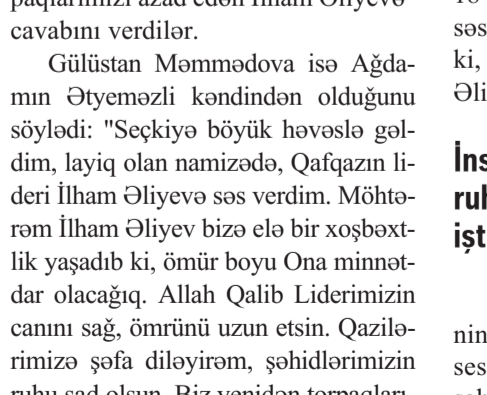 paqlarımızı azad edən İlham Əliyevə
cavabını verdilər.
Gülüstan Məmmədova isə Ağda-
mın Ətyeməzli kəndindən olduğunu
söylədi: "Seçkiyə böyük həvəslə gəl-
dim, layiq olan namizədə, Qafqazın li-
deri İlham Əliyevə səs verdim. Möhtə-
rəm İlham Əliyev bizə elə bir xoşbəxt-
lik yaşadıb ki, ömür boyu Ona minnət-
dar olacağıq. Allah Qalib Liderimizin
canını sağ, ömrünü uzun etsin. Qazilə-
rimizə şəfa diləyirəm, şəhidlərimizin
ruhu şad olsun. Biz yenidən torpaqları-
səs
ki,
Əli
İns
ruh
işt
nin
ses